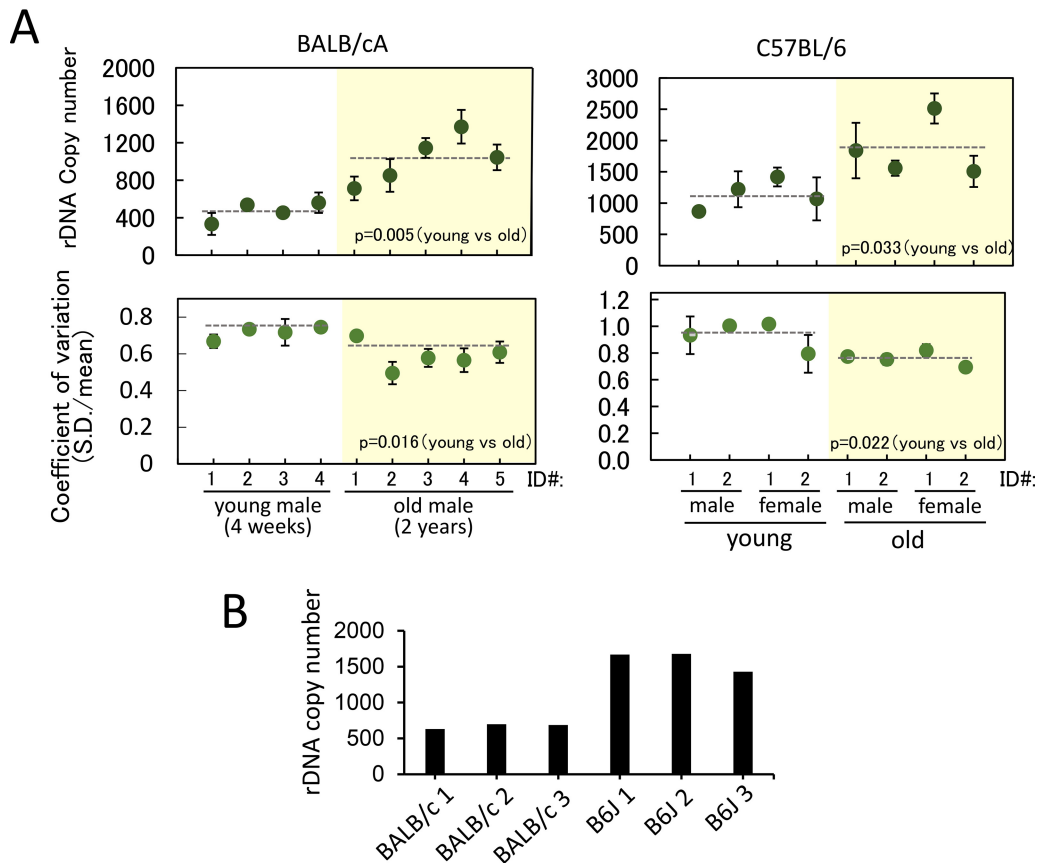 A
BALB/cA
C57BL/6
rDNA Copy number
2000
1600
1200
800
400
0
p=0.005(young vs old)
3000
2500
2000
1500
1000
500
0
p=0.033(young vs old)
Coefficient of variation
(S.D./mean)
0.8
0.6
0.4
0.2
0
p=0.016(young vs old)
1.2
1.0
0.8
0.6
0.4
0.2
0.0
p=0.022(young vs old)
1 2 3 4 1 2 3 4 5 ID#:
young male
(4 weeks)
old male
(2 years)
1 2 1 2 1 2 1 2 ID#:
male female male female
young old
B
rDNA copy number
2000
1500
1000
500
0
BALB/c 1
BALB/c 2
BALB/c 3
B6J 1
B6J 2
B6J 3